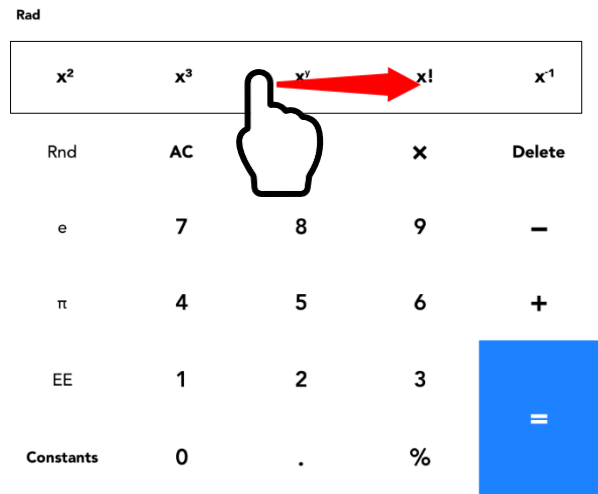 Rad
x² x³ xʸ x! x⁻¹
Rnd AC × Delete
e 7 8 9 −
π 4 5 6 +
EE 1 2 3
=
Constants 0 . %